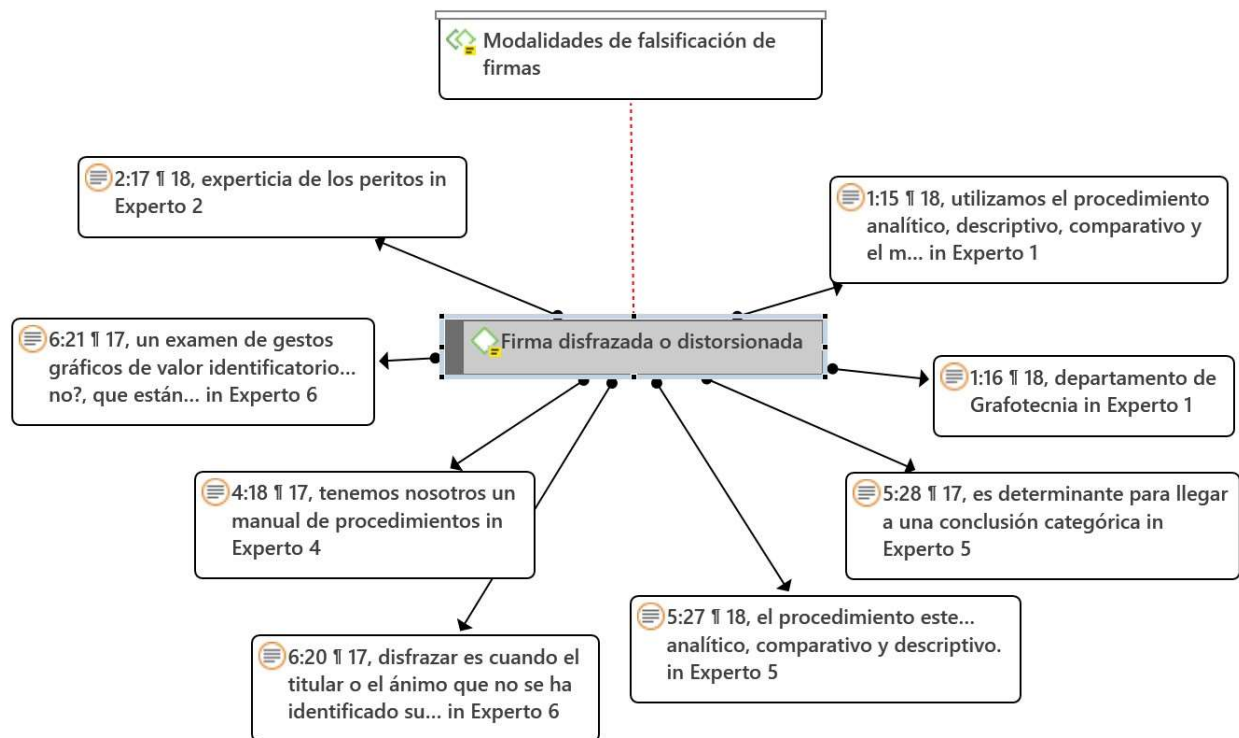 Modalidades de falsificación de
firmas
2:17 ¶ 18, experticia de los peritos in
Experto 2
1:15 ¶ 18, utilizamos el procedimiento
analítico, descriptivo, comparativo y
el m... in Experto 1
6:21 ¶ 17, un examen de gestos
gráficos de valor identificatorio...
no?, que están... in Experto 6
Firma disfrazada o distorsionada
1:16 ¶ 18, departamento de
Grafotecnia in Experto 1
4:18 ¶ 17, tenemos nosotros un
manual de procedimientos in
Experto 4
5:28 ¶ 17, es determinante para llegar
a una conclusión categórica in
Experto 5
6:20 ¶ 17, disfrazar es cuando el
titular o el ánimo que no se ha
identificado su... in Experto 6
5:27 ¶ 18, el procedimiento este...
analítico, comparativo y descriptivo.
in Experto 5